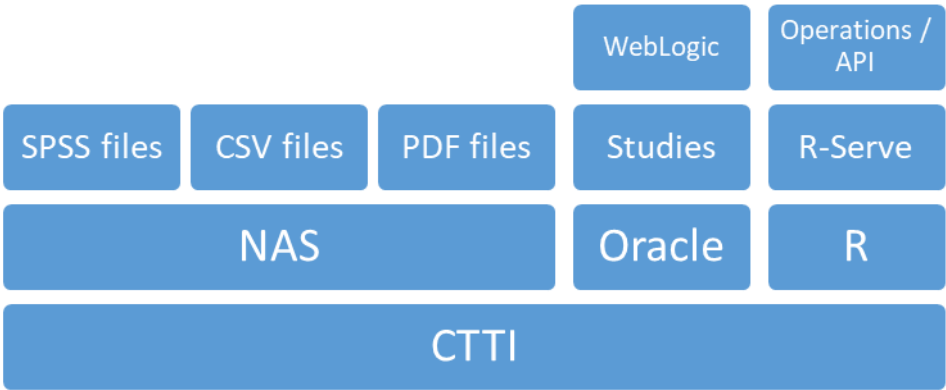 WebLogic
Operations /
API
SPSS files
CSV files
PDF files
Studies
R-Serve
NAS
Oracle
R
CTTI